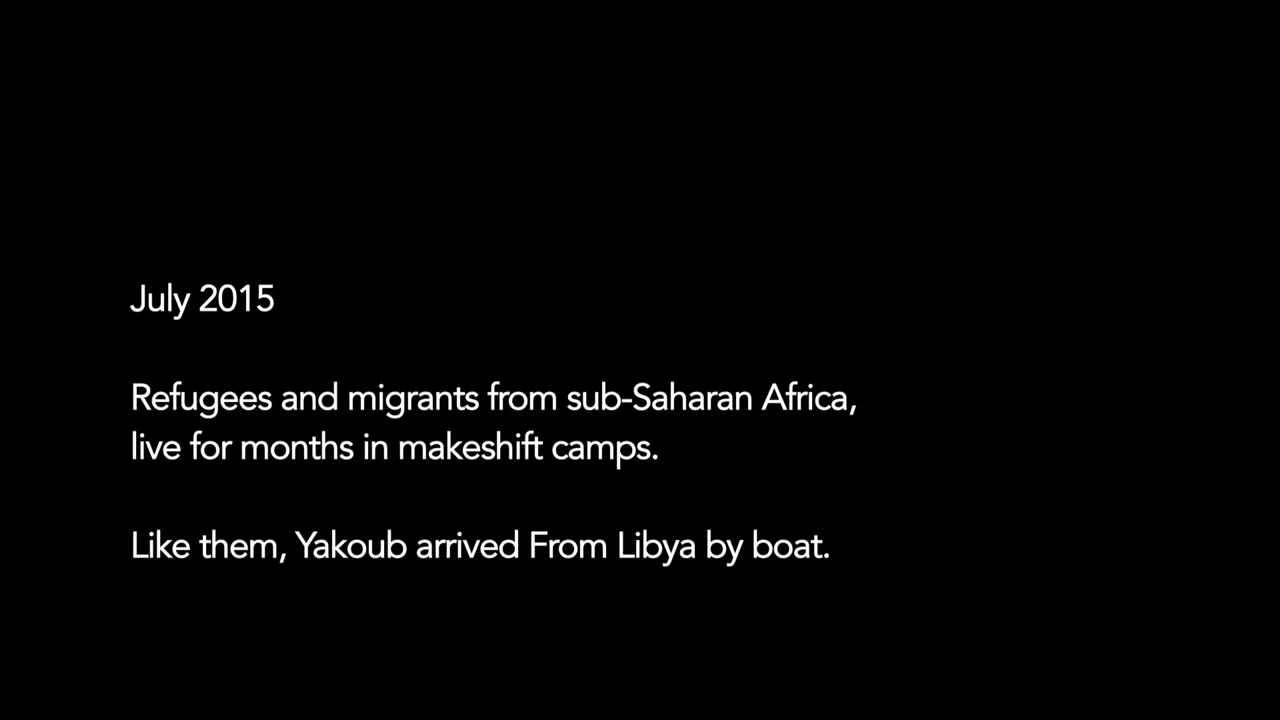 July 2015
Refugees and migrants from sub-Saharan Africa,
live for months in makeshift camps.
Like them, Yakoub arrived From Libya by boat.